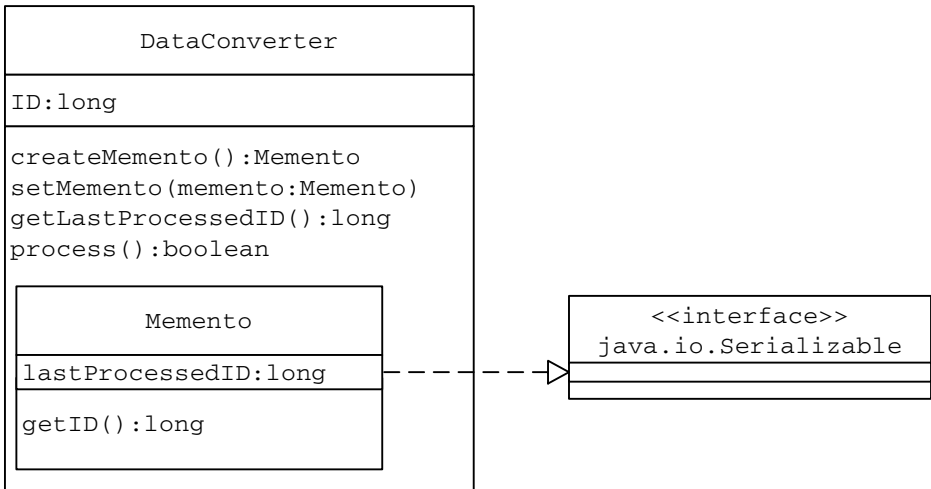 DataConverter
ID:long
createMemento():Memento
setMemento(memento:Memento)
getLastProcessedID():long
process():boolean
Memento
lastProcessedID:long
getID():long
<<interface>>
java.io.Serializable